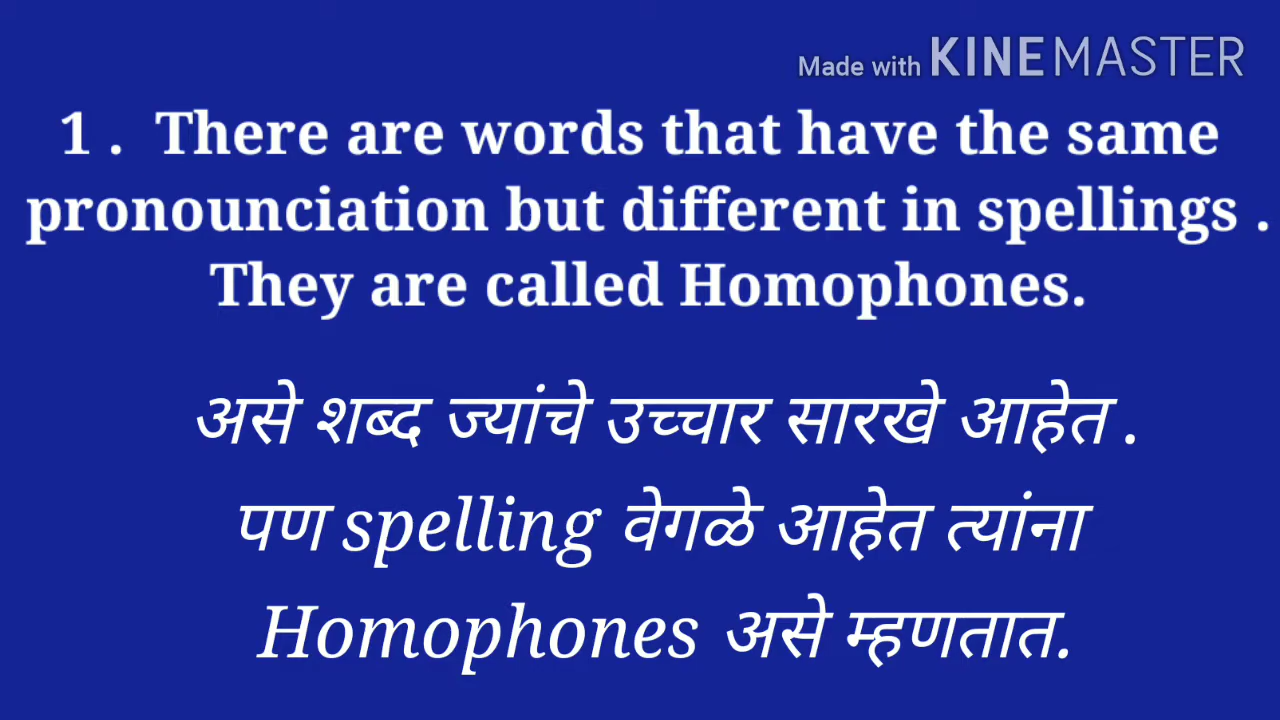 Made with KINEMASTER
1 . There are words that have the same
pronounciation but different in spellings .
They are called Homophones.
असे शब्द ज्यांचे उच्चार सारखे आहेत .
पण spelling वेगळे आहेत त्यांना
Homophones असे म्हणतात.